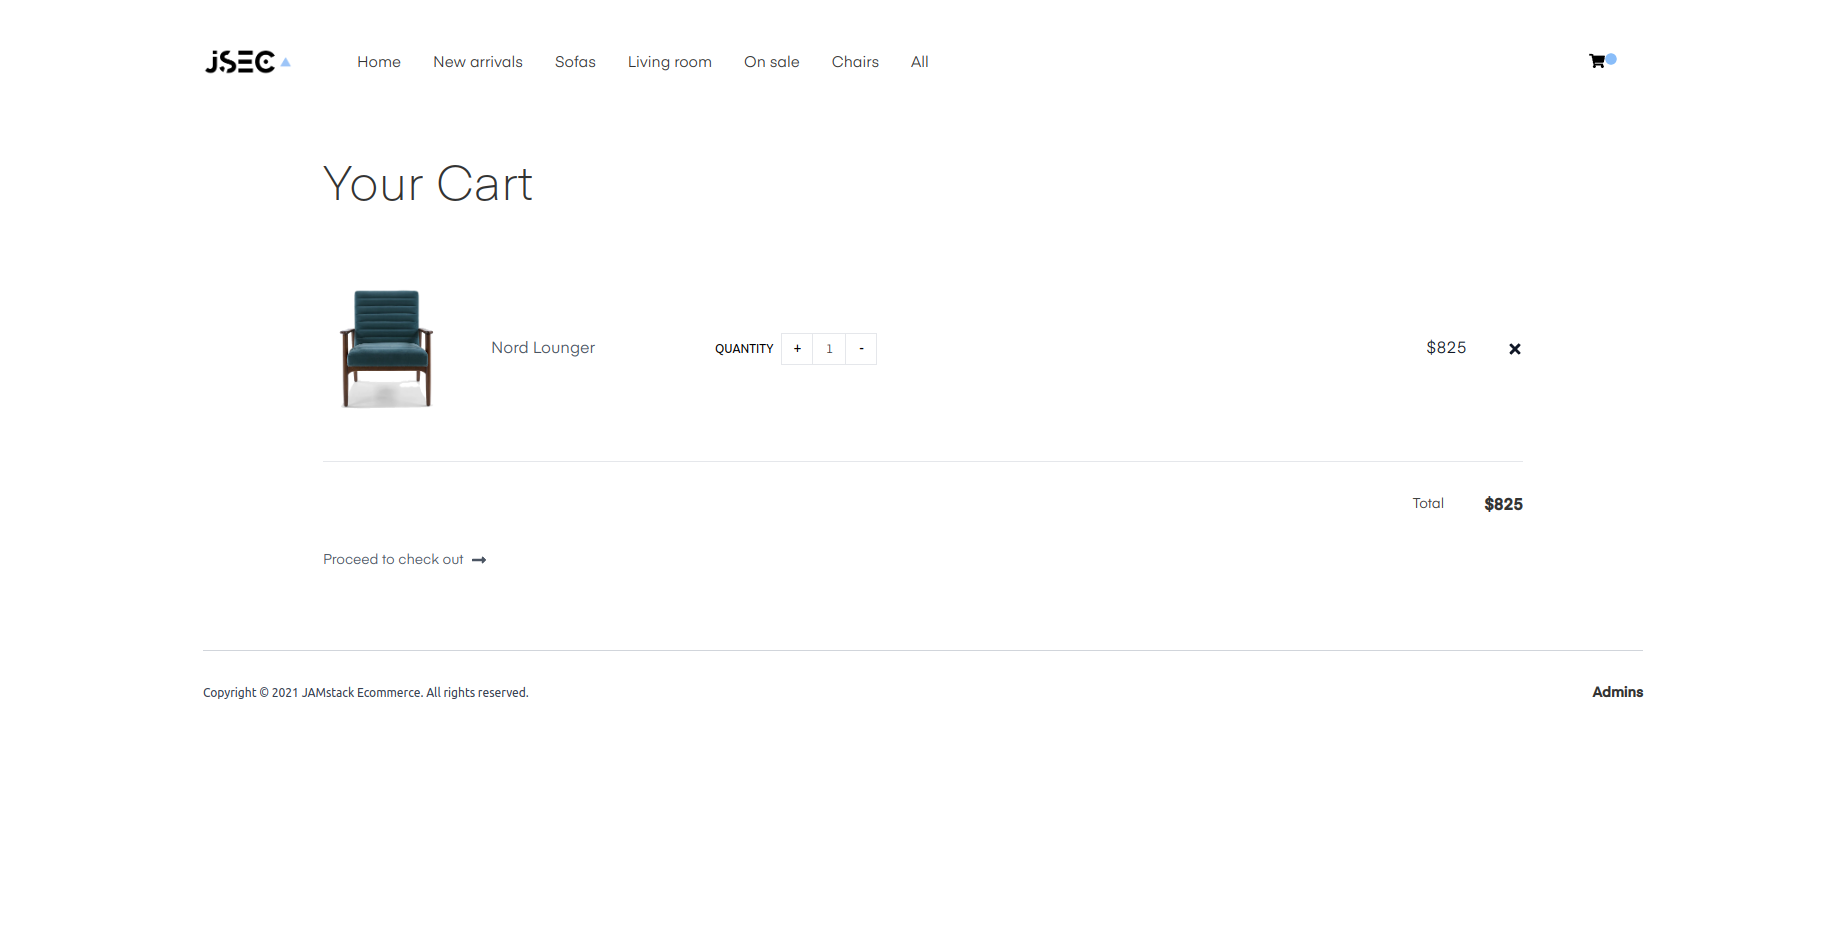 JSEC Home New arrivals Sofas Living room On sale Chairs All
Your Cart
Nord Lounger QUANTITY + 1 - $825
Total $825
Proceed to check out
Copyright © 2021 JAMstack Ecommerce. All rights reserved. Admins